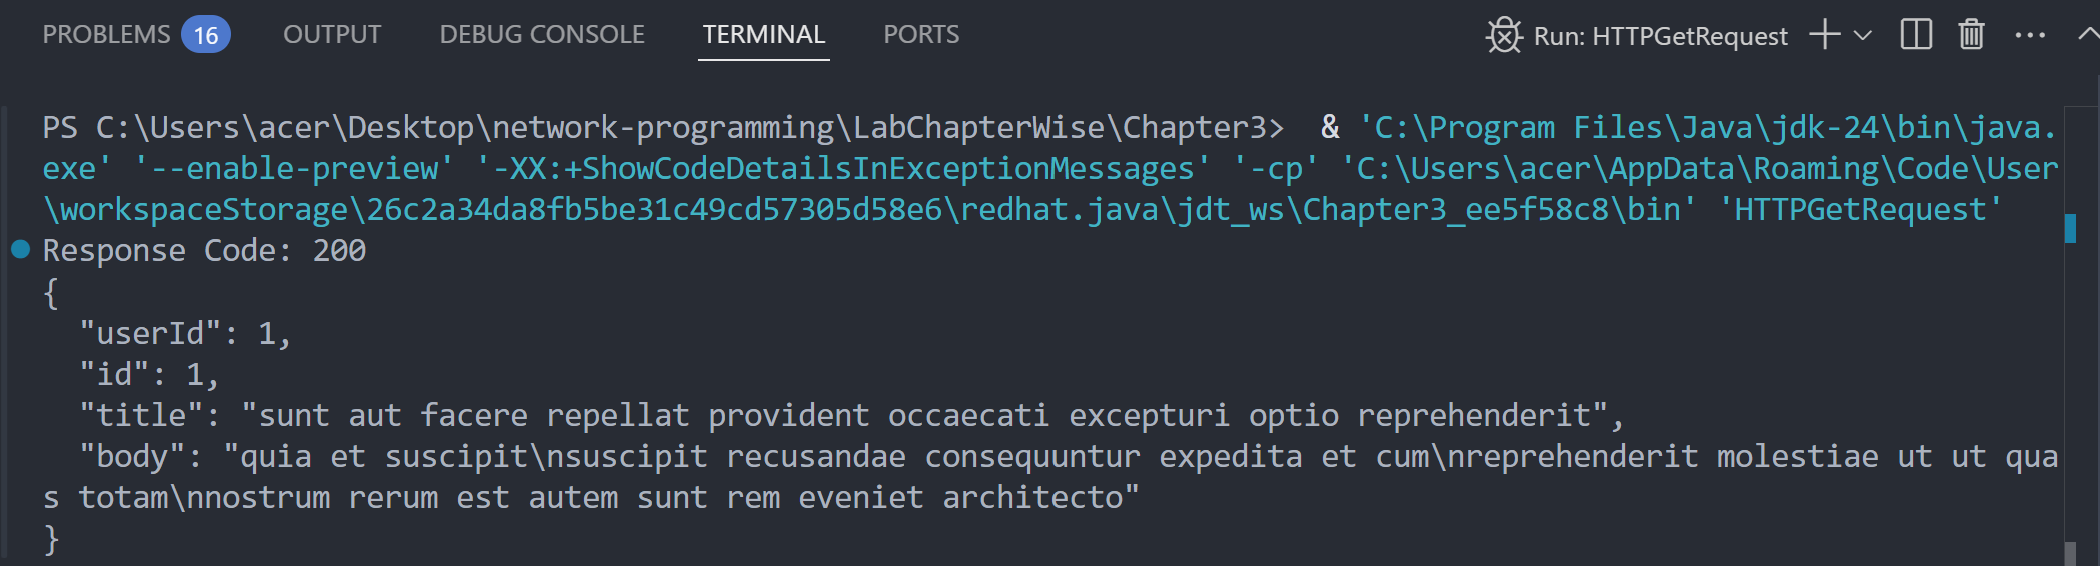 PROBLEMS 16 OUTPUT DEBUG CONSOLE TERMINAL PORTS Run: HTTPGetRequest
PS C:\Users\acer\Desktop\network-programming\LabChapterWise\Chapter3>  & 'C:\Program Files\Java\jdk-24\bin\java.
exe' '--enable-preview' '-XX:+ShowCodeDetailsInExceptionMessages' '-cp' 'C:\Users\acer\AppData\Roaming\Code\User
\workspaceStorage\26c2a34da8fb5be31c49cd57305d58e6\redhat.java\jdt_ws\Chapter3_ee5f58c8\bin' 'HTTPGetRequest'
Response Code: 200
{
  "userId": 1,
  "id": 1,
  "title": "sunt aut facere repellat provident occaecati excepturi optio reprehenderit",
  "body": "quia et suscipit\nsuscipit recusandae consequuntur expedita et cum\nreprehenderit molestiae ut ut qua
s totam\nnostrum rerum est autem sunt rem eveniet architecto"
}